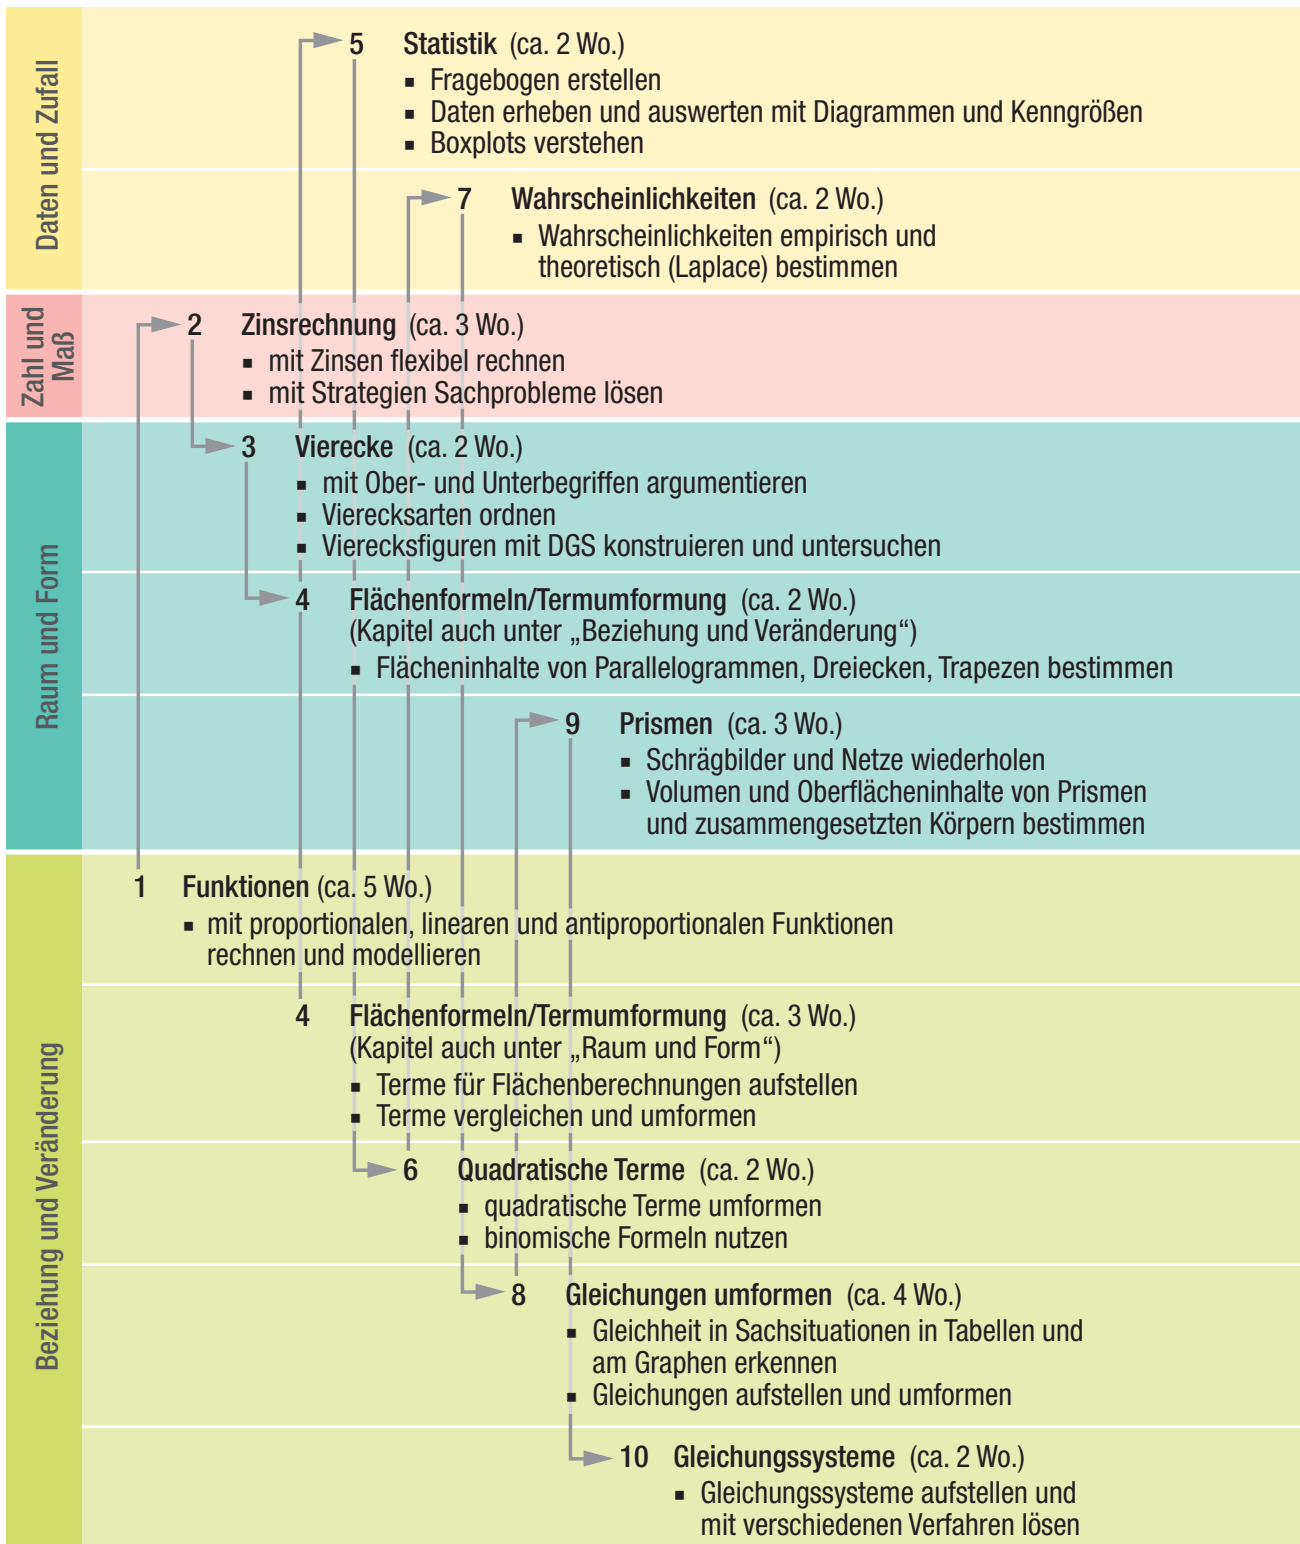 Daten und Zufall
5 Statistik (ca. 2 Wo.)
▪ Fragebogen erstellen
▪ Daten erheben und auswerten mit Diagrammen und Kenngrößen
▪ Boxplots verstehen
7 Wahrscheinlichkeiten (ca. 2 Wo.)
▪ Wahrscheinlichkeiten empirisch und
theoretisch (Laplace) bestimmen
Zahl und
Maß
2 Zinsrechnung (ca. 3 Wo.)
▪ mit Zinsen flexibel rechnen
▪ mit Strategien Sachprobleme lösen
Raum und Form
3 Vierecke (ca. 2 Wo.)
▪ mit Ober- und Unterbegriffen argumentieren
▪ Vierecksarten ordnen
▪ Vierecksfiguren mit DGS konstruieren und untersuchen
4 Flächenformeln/Termumformung (ca. 2 Wo.)
(Kapitel auch unter „Beziehung und Veränderung“)
▪ Flächeninhalte von Parallelogrammen, Dreiecken, Trapezen bestimmen
9 Prismen (ca. 3 Wo.)
▪ Schrägbilder und Netze wiederholen
▪ Volumen und Oberflächeninhalte von Prismen
und zusammengesetzten Körpern bestimmen
Beziehung und Veränderung
1 Funktionen (ca. 5 Wo.)
▪ mit proportionalen, linearen und antiproportionalen Funktionen
rechnen und modellieren
4 Flächenformeln/Termumformung (ca. 3 Wo.)
(Kapitel auch unter „Raum und Form“)
▪ Terme für Flächenberechnungen aufstellen
▪ Terme vergleichen und umformen
6 Quadratische Terme (ca. 2 Wo.)
▪ quadratische Terme umformen
▪ binomische Formeln nutzen
8 Gleichungen umformen (ca. 4 Wo.)
▪ Gleichheit in Sachsituationen in Tabellen und
am Graphen erkennen
▪ Gleichungen aufstellen und umformen
10 Gleichungssysteme (ca. 2 Wo.)
▪ Gleichungssysteme aufstellen und
mit verschiedenen Verfahren lösen